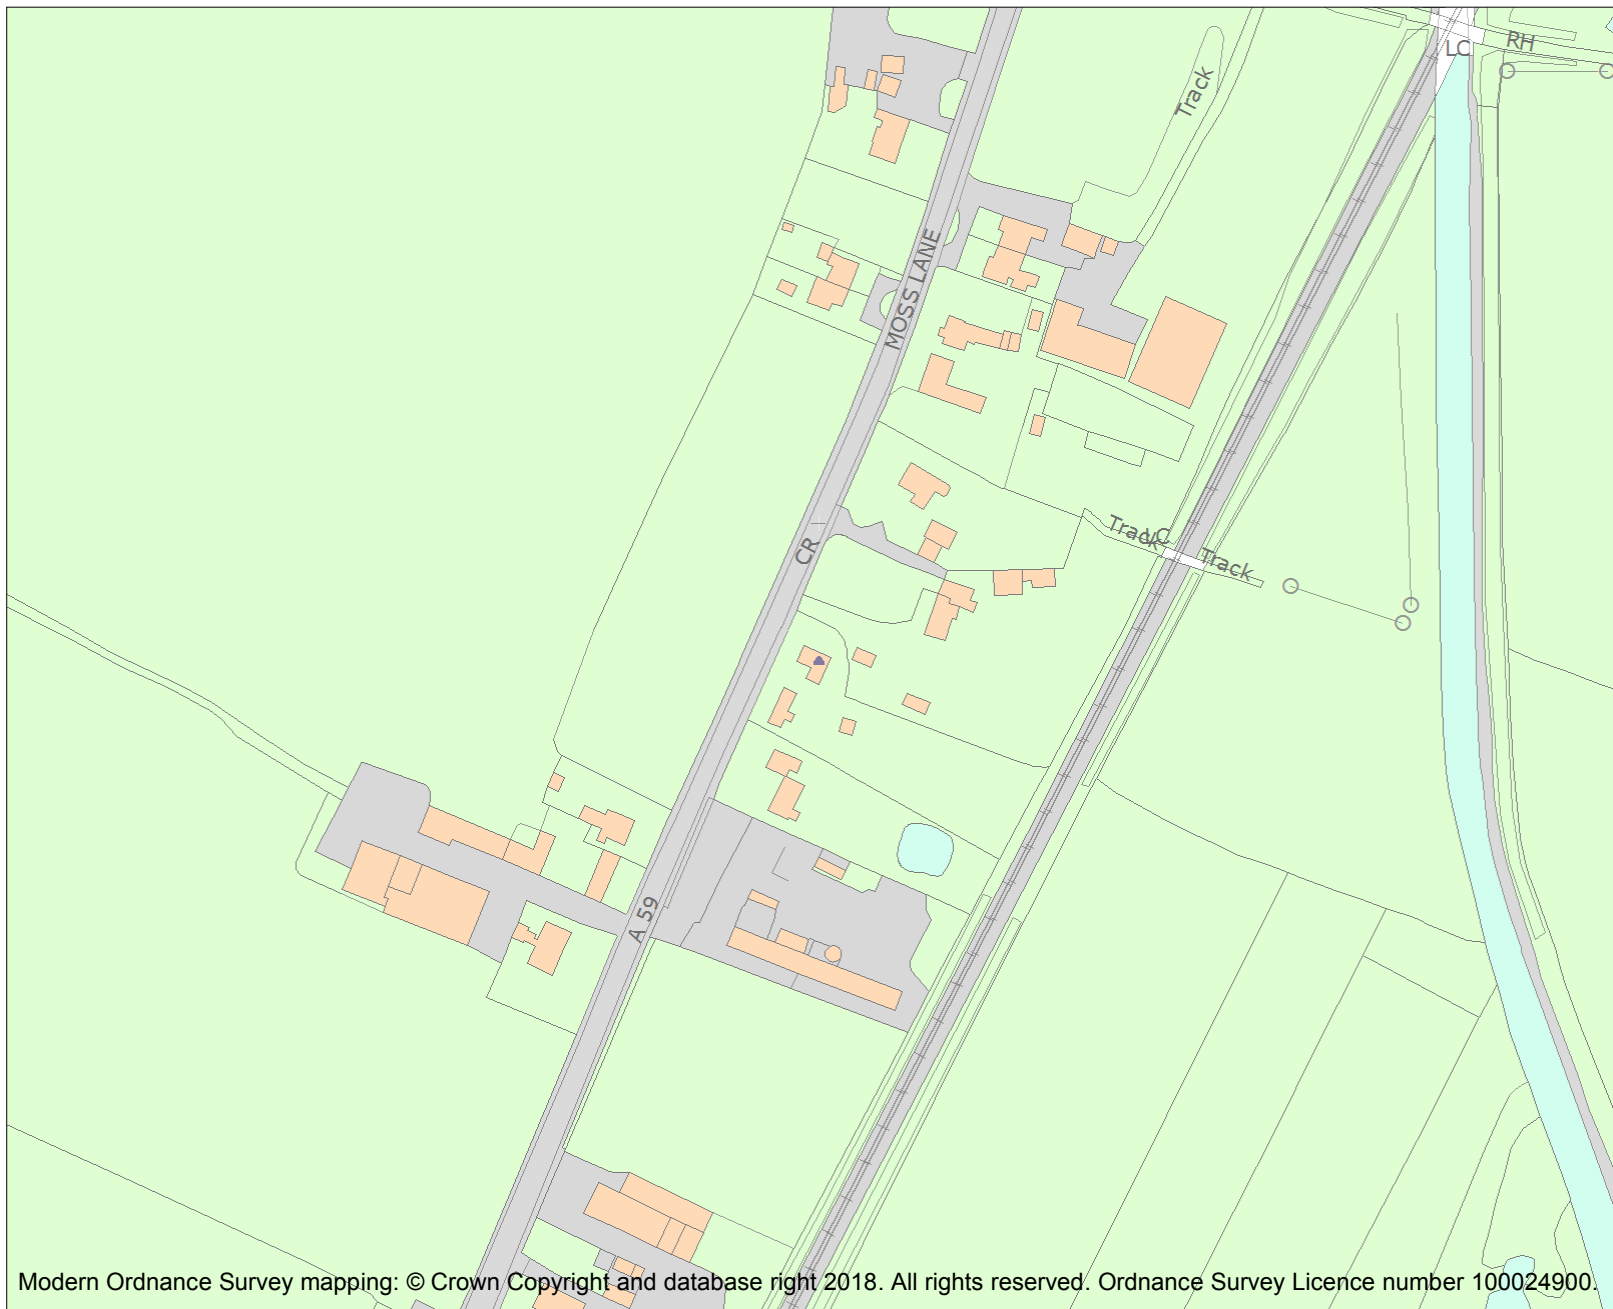 LC
RH
Track
MOSS LANE
Track
LC
Track
CR
A 59
Modern Ordnance Survey mapping: © Crown Copyright and database right 2018. All rights reserved. Ordnance Survey Licence number 100024900.